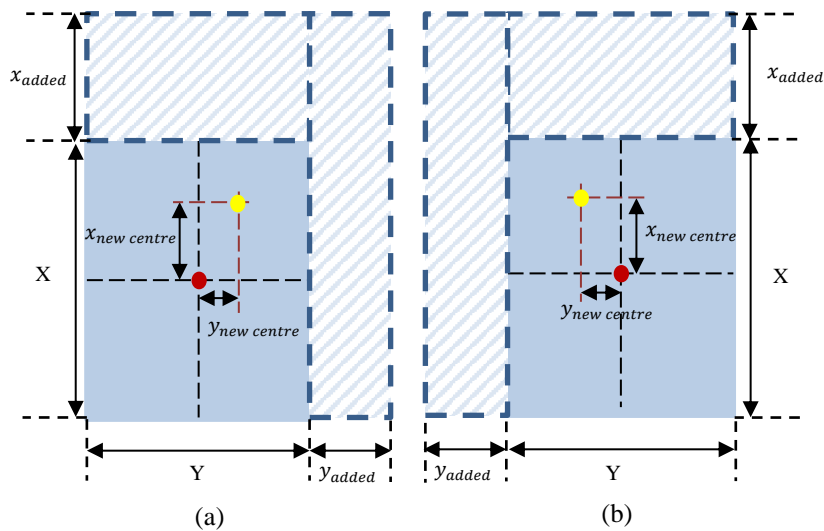 x_added
x_added
x_new centre
x_new centre
X
X
y_new centre
y_new centre
Y
y_added
y_added
Y
(a)
(b)